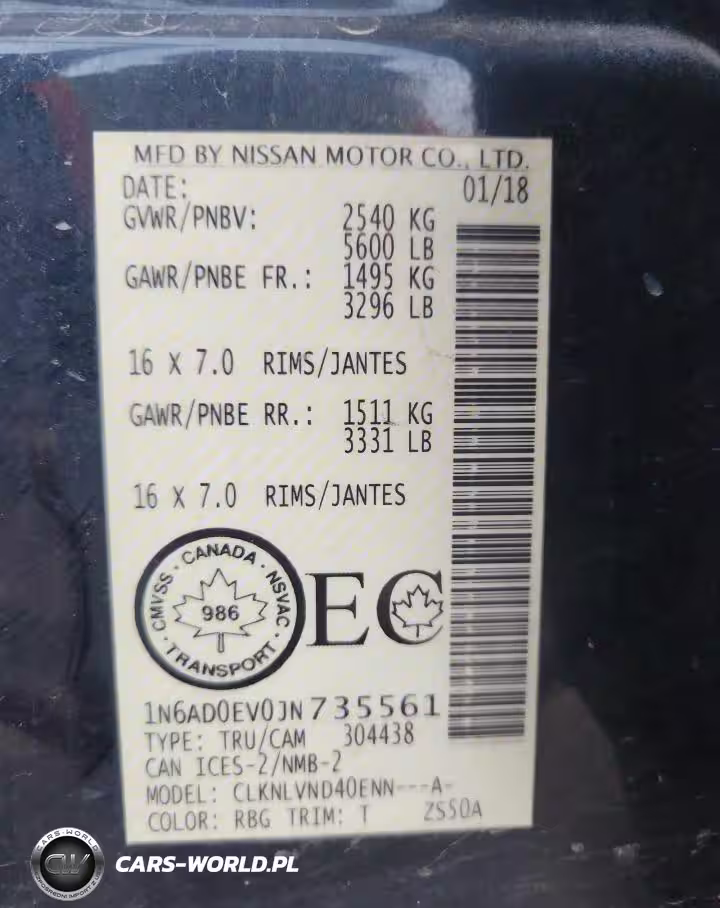 MFD BY NISSAN MOTOR CO., LTD.
DATE: 01/18
GVWR/PNBV: 2540 KG
5600 LB
GAWR/PNBE FR.: 1495 KG
3296 LB
16 X 7.0 RIMS/JANTES
GAWR/PNBE RR.: 1511 KG
3331 LB
16 X 7.0 RIMS/JANTES
CANADA · NSVAC · TRANSPORT · CMVSS ·
986
EC
1N6AD0EV0JN735561
TYPE: TRU/CAM 304438
CAN ICES-2/NMB-2
MODEL: CLKNLVND40ENN---A-
COLOR: RBG TRIM: T ZS50A
CARS-WORLD
CW
CARS-WORLD.PL